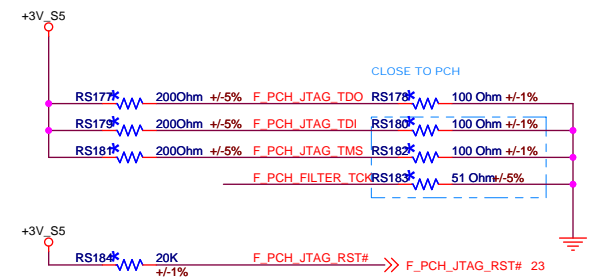 +3V_S5
CLOSE TO PCH
RS177* 200Ohm +/-5% F_PCH_JTAG_TDO RS178* 100 Ohm +/-1%
RS179* 200Ohm +/-5% F_PCH_JTAG_TDI RS180* 100 Ohm +/-1%
RS181* 200Ohm +/-5% F_PCH_JTAG_TMS RS182* 100 Ohm +/-1%
F_PCH_FILTER_TCK RS183* 51 Ohm +/-5%
+3V_S5
RS184* 20K F_PCH_JTAG_RST# F_PCH_JTAG_RST# 23
+/-1%